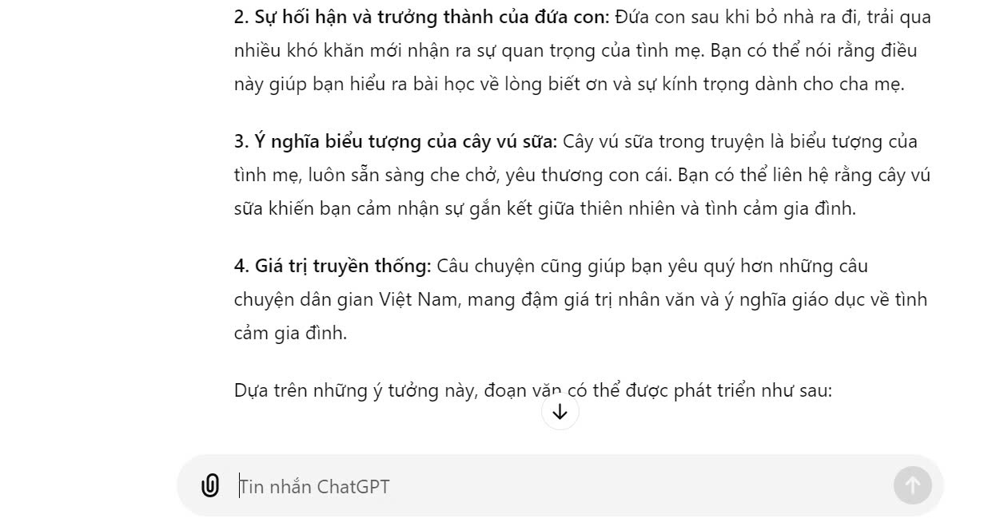 2. Sự hối hận và trưởng thành của đứa con: Đứa con sau khi bỏ nhà ra đi, trải qua
nhiều khó khăn mới nhận ra sự quan trọng của tình mẹ. Bạn có thể nói rằng điều
này giúp bạn hiểu ra bài học về lòng biết ơn và sự kính trọng dành cho cha mẹ.
3. Ý nghĩa biểu tượng của cây vú sữa: Cây vú sữa trong truyện là biểu tượng của
tình mẹ, luôn sẵn sàng che chở, yêu thương con cái. Bạn có thể liên hệ rằng cây vú
sữa khiến bạn cảm nhận sự gắn kết giữa thiên nhiên và tình cảm gia đình.
4. Giá trị truyền thống: Câu chuyện cũng giúp bạn yêu quý hơn những câu
chuyện dân gian Việt Nam, mang đậm giá trị nhân văn và ý nghĩa giáo dục về tình
cảm gia đình.
Dựa trên những ý tưởng này, đoạn văn có thể được phát triển như sau:
Tin nhắn ChatGPT